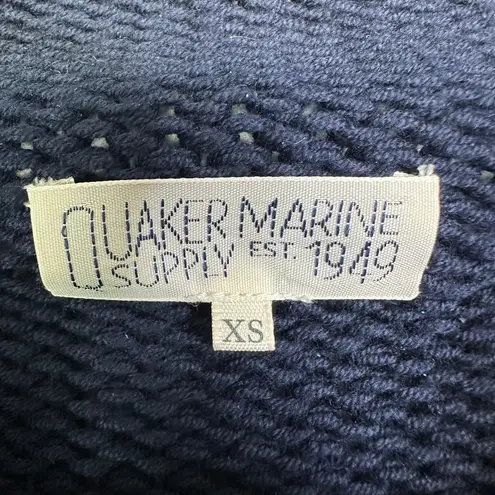 QUAKER MARINE
SUPPLY EST. 1949
XS